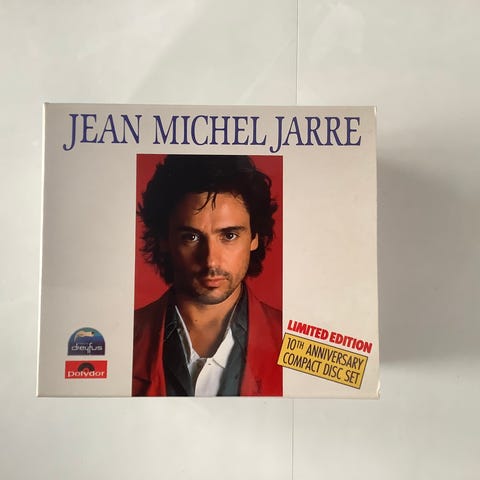 JEAN MICHEL JARRE
LIMITED EDITION
10TH ANNIVERSARY
COMPACT DISC SET
dreyfus
Polydor